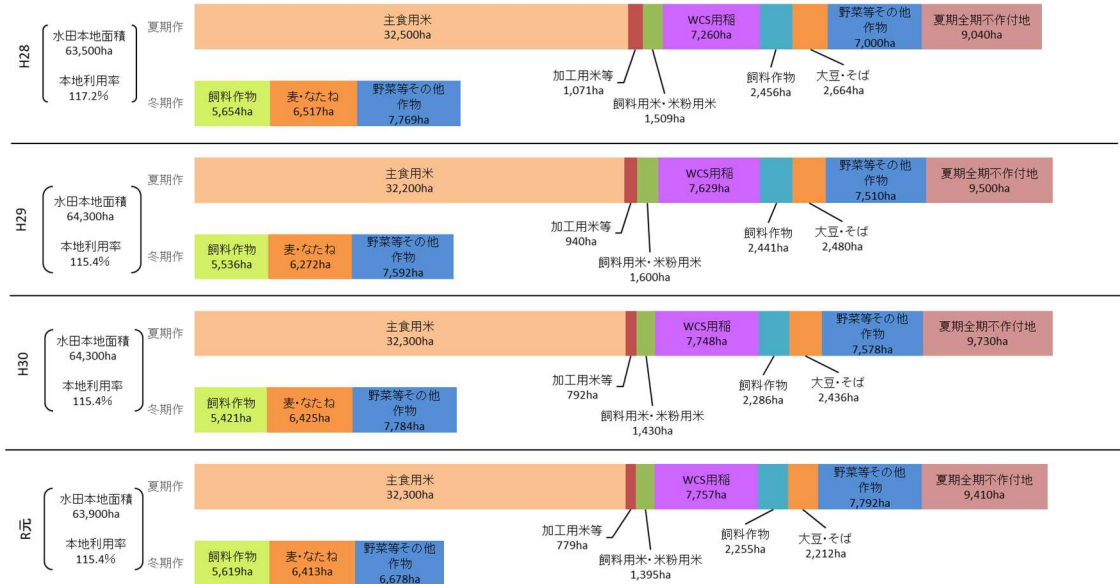 H28
水田本地面積
63,500ha
本地利用率
117.2%
夏期作
主食用米
32,500ha
加工用米等
1,071ha
飼料用米・米粉用米
1,509ha
WCS用稲
7,260ha
飼料作物
2,456ha
大豆・そば
2,664ha
野菜等その他
作物
7,000ha
夏期全期不作付地
9,040ha
冬期作
飼料作物
5,654ha
麦・なたね
6,517ha
野菜等その他
作物
7,769ha
H29
水田本地面積
64,300ha
本地利用率
115.4%
夏期作
主食用米
32,200ha
加工用米等
940ha
飼料用米・米粉用米
1,600ha
WCS用稲
7,629ha
飼料作物
2,441ha
大豆・そば
2,480ha
野菜等その他
作物
7,510ha
夏期全期不作付地
9,500ha
冬期作
飼料作物
5,536ha
麦・なたね
6,272ha
野菜等その他
作物
7,592ha
H30
水田本地面積
64,300ha
本地利用率
115.4%
夏期作
主食用米
32,300ha
加工用米等
792ha
飼料用米・米粉用米
1,430ha
WCS用稲
7,748ha
飼料作物
2,286ha
大豆・そば
2,436ha
野菜等その他
作物
7,578ha
夏期全期不作付地
9,730ha
冬期作
飼料作物
5,421ha
麦・なたね
6,425ha
野菜等その他
作物
7,784ha
R元
水田本地面積
63,900ha
本地利用率
115.4%
夏期作
主食用米
32,300ha
加工用米等
779ha
飼料用米・米粉用米
1,395ha
WCS用稲
7,757ha
飼料作物
2,255ha
大豆・そば
2,212ha
野菜等その他
作物
7,792ha
夏期全期不作付地
9,410ha
冬期作
飼料作物
5,619ha
麦・なたね
6,413ha
野菜等その他
作物
6,678ha